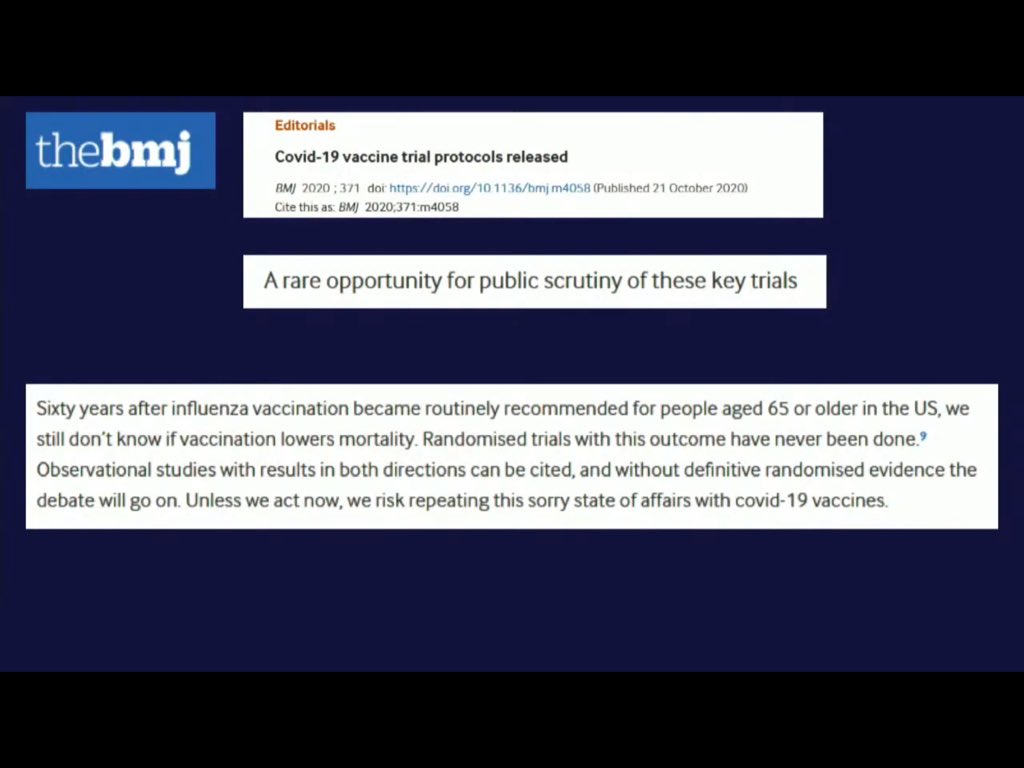 thebmj
Editorials
Covid-19 vaccine trial protocols released
BMJ 2020 ; 371 doi: https://doi.org/10.1136/bmj.m4058 (Published 21 October 2020)
Cite this as: BMJ 2020;371:m4058
A rare opportunity for public scrutiny of these key trials
Sixty years after influenza vaccination became routinely recommended for people aged 65 or older in the US, we
still don't know if vaccination lowers mortality. Randomised trials with this outcome have never been done.⁹
Observational studies with results in both directions can be cited, and without definitive randomised evidence the
debate will go on. Unless we act now, we risk repeating this sorry state of affairs with covid-19 vaccines.